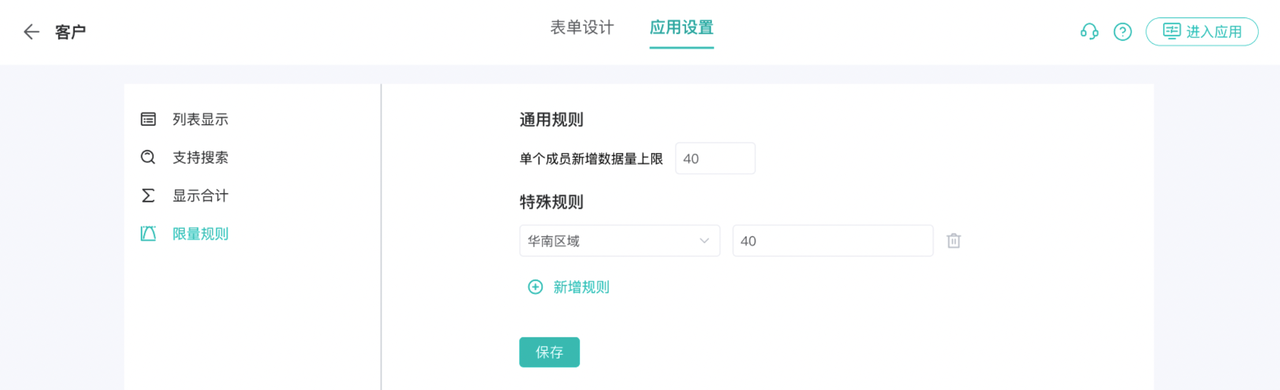 客户
表单设计
应用设置
进入应用
列表显示
支持搜索
显示合计
限量规则
通用规则
单个成员新增数据量上限 40
特殊规则
华南区域 40
新增规则
保存